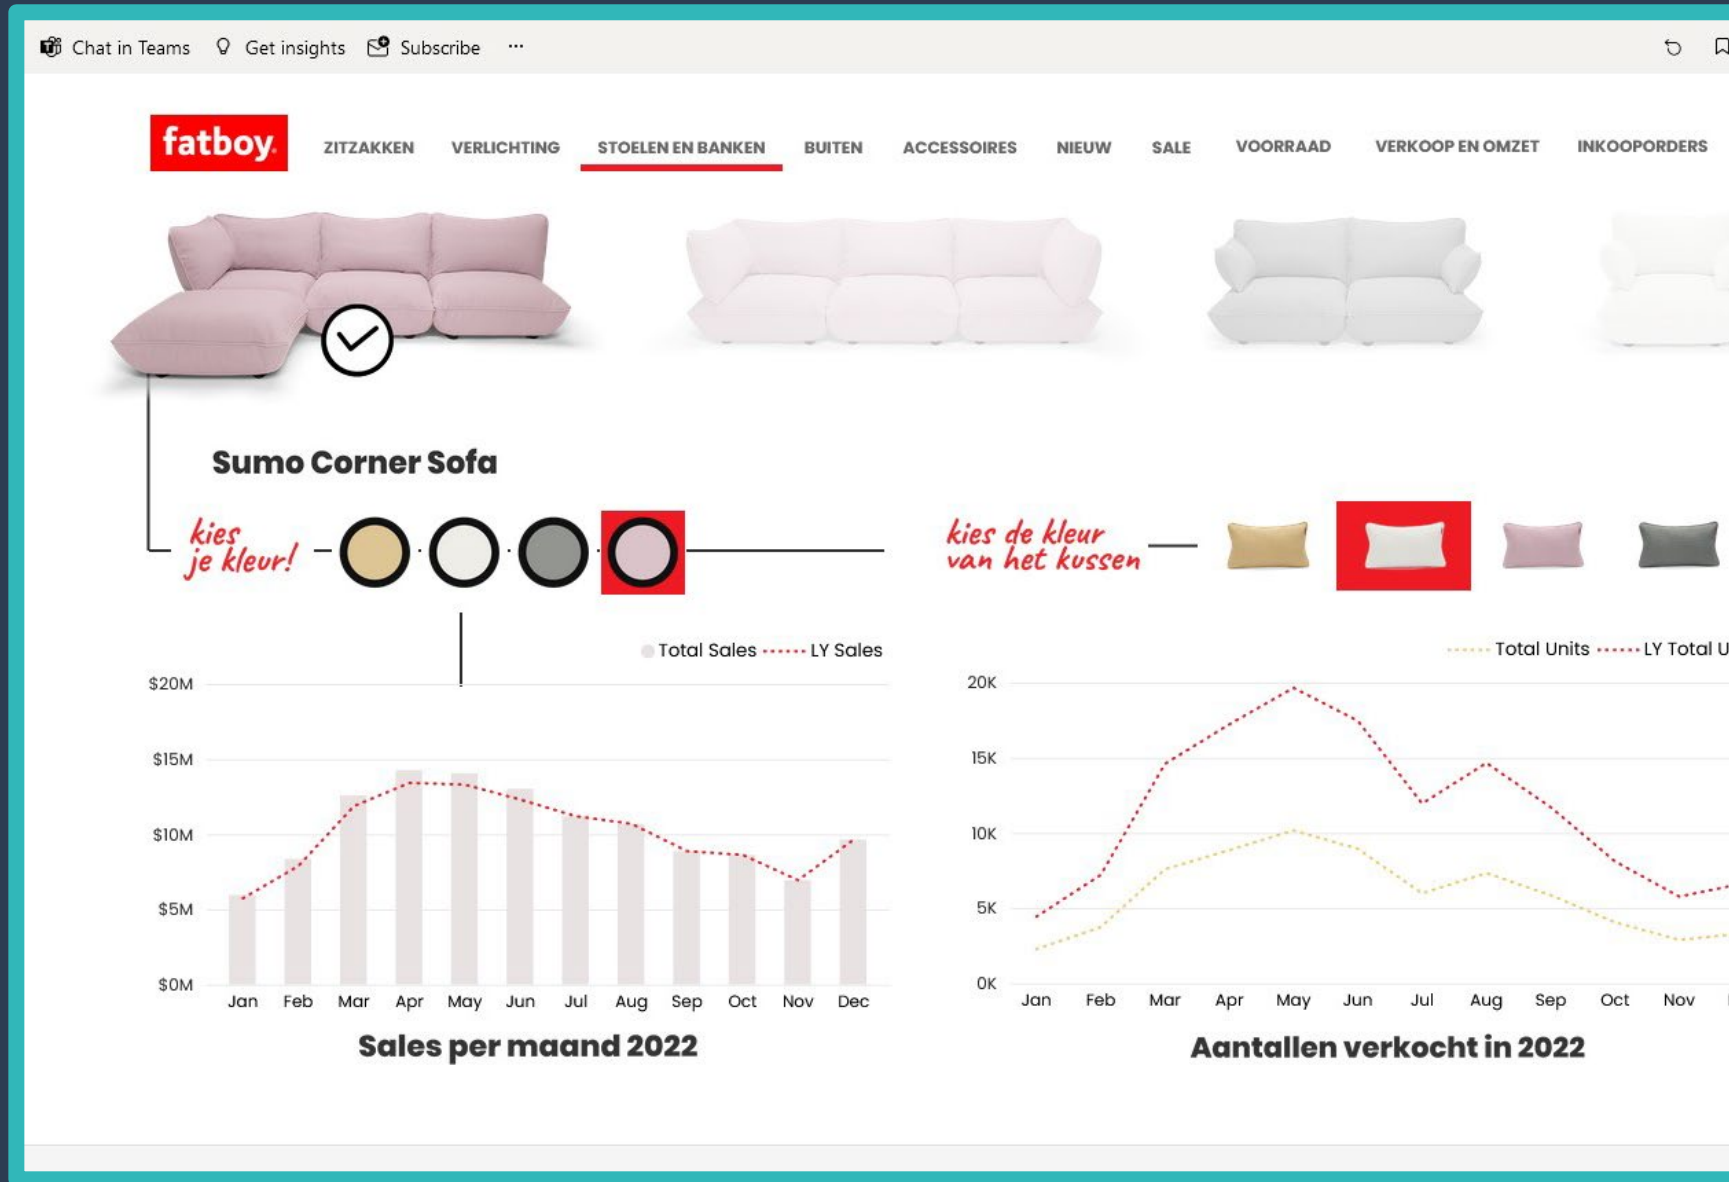 Chat in Teams Get insights Subscribe ...
fatboy. ZITZAKKEN VERLICHTING STOELEN EN BANKEN BUITEN ACCESSOIRES NIEUW SALE VOORRAAD VERKOOP EN OMZET INKOOPORDERS
Sumo Corner Sofa
kies
je kleur!
kies de kleur
van het kussen
Total Sales LY Sales
$20M
$15M
$10M
$5M
$0M
Jan Feb Mar Apr May Jun Jul Aug Sep Oct Nov Dec
Sales per maand 2022
Total Units LY Total
20K
15K
10K
5K
0K
Jan Feb Mar Apr May Jun Jul Aug Sep Oct Nov
Aantallen verkocht in 2022